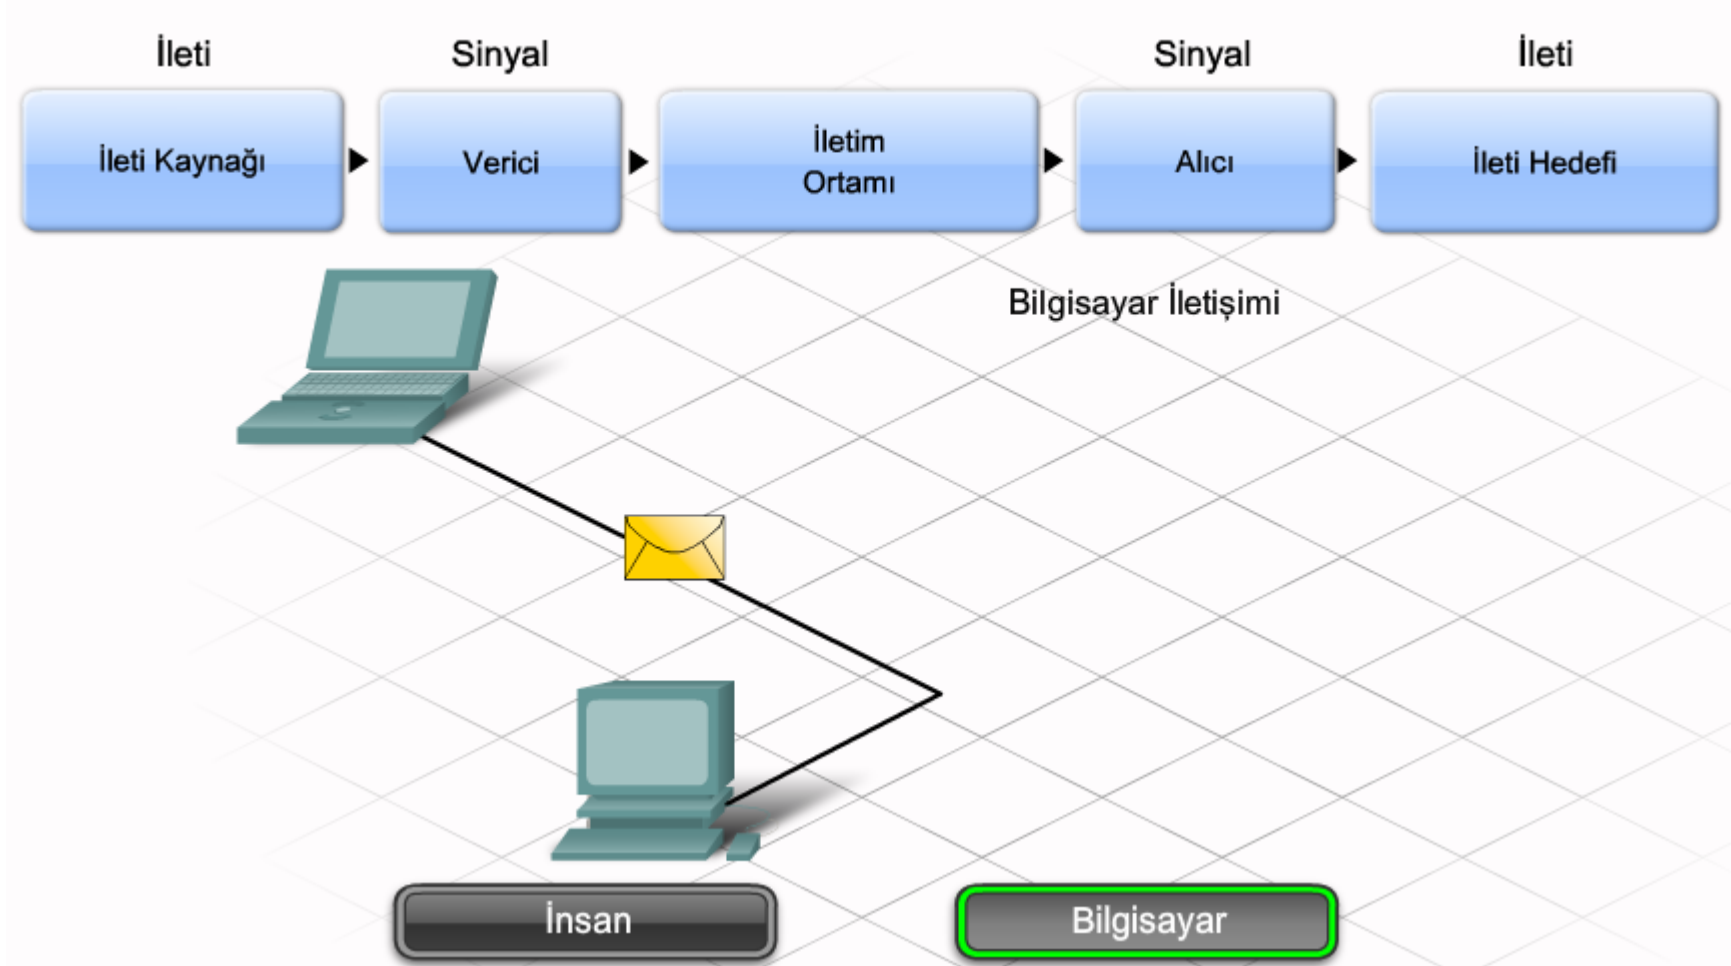 İleti
Sinyal
Sinyal
İleti
İleti Kaynağı
Verici
İletim
Ortamı
Alıcı
İleti Hedefi
Bilgisayar İletişimi
İnsan
Bilgisayar